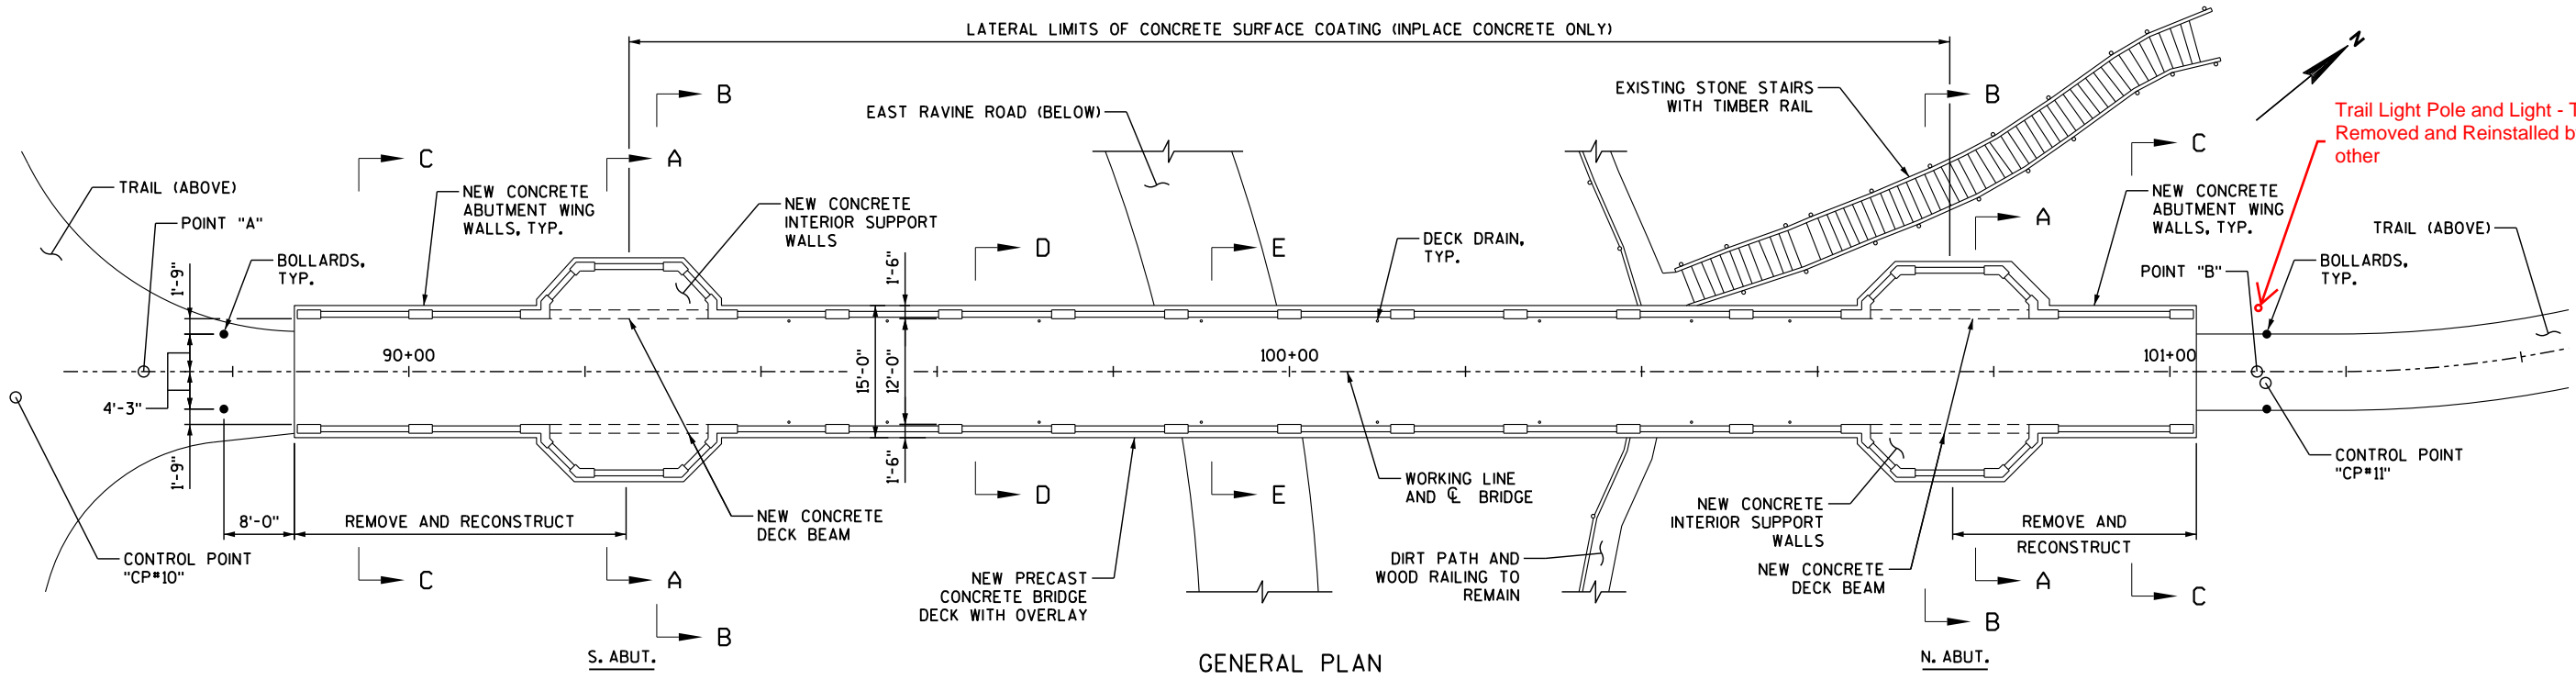 LATERAL LIMITS OF CONCRETE SURFACE COATING (INPLACE CONCRETE ONLY)
N
B
B
EAST RAVINE ROAD (BELOW)
EXISTING STONE STAIRS
WITH TIMBER RAIL
Trail Light Pole and Light - T
Removed and Reinstalled b
other
C
A
C
TRAIL (ABOVE)
POINT "A"
BOLLARDS,
TYP.
NEW CONCRETE
ABUTMENT WING
WALLS, TYP.
NEW CONCRETE
INTERIOR SUPPORT
WALLS
D
E
DECK DRAIN,
TYP.
A
NEW CONCRETE
ABUTMENT WING
WALLS, TYP.
TRAIL (ABOVE)
POINT "B"
BOLLARDS,
TYP.
1'-9"
1'-6"
90+00
15'-0"
12'-0"
100+00
101+00
4'-3"
1'-9"
1'-6"
8'-0"
REMOVE AND RECONSTRUCT
NEW CONCRETE
DECK BEAM
D
E
WORKING LINE
AND ℄ BRIDGE
NEW CONCRETE
INTERIOR SUPPORT
WALLS
REMOVE AND
RECONSTRUCT
CONTROL POINT
"CP#11"
CONTROL POINT
"CP#10"
C
A
B
NEW PRECAST
CONCRETE BRIDGE
DECK WITH OVERLAY
DIRT PATH AND
WOOD RAILING TO
REMAIN
NEW CONCRETE
DECK BEAM
A
C
B
S. ABUT.
GENERAL PLAN
N. ABUT.